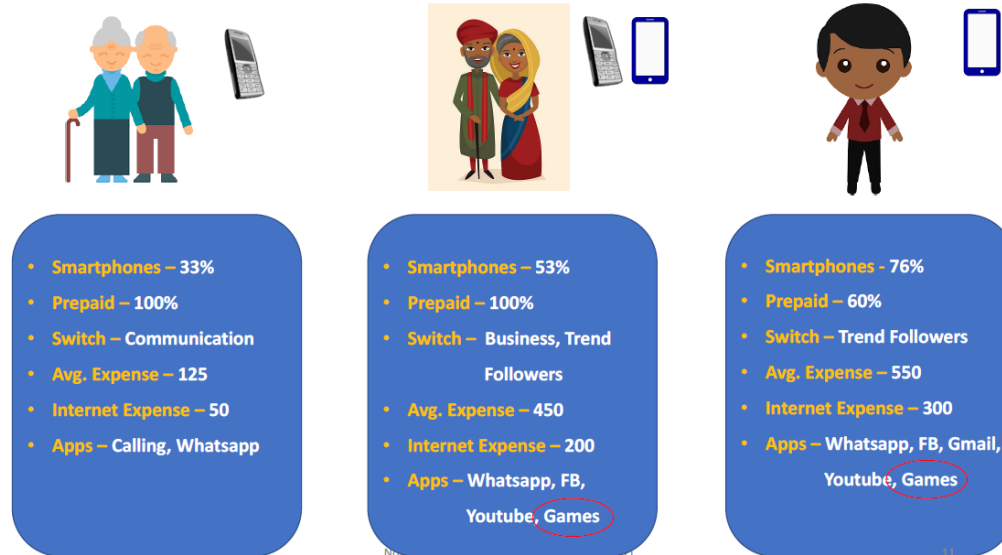 • Smartphones – 33%
• Prepaid – 100%
• Switch – Communication
• Avg. Expense – 125
• Internet Expense – 50
• Apps – Calling, Whatsapp
• Smartphones – 53%
• Prepaid – 100%
• Switch – Business, Trend
Followers
• Avg. Expense – 450
• Internet Expense – 200
• Apps – Whatsapp, FB,
Youtube, Games
• Smartphones - 76%
• Prepaid – 60%
• Switch – Trend Followers
• Avg. Expense – 550
• Internet Expense – 300
• Apps – Whatsapp, FB, Gmail,
Youtube, Games
11